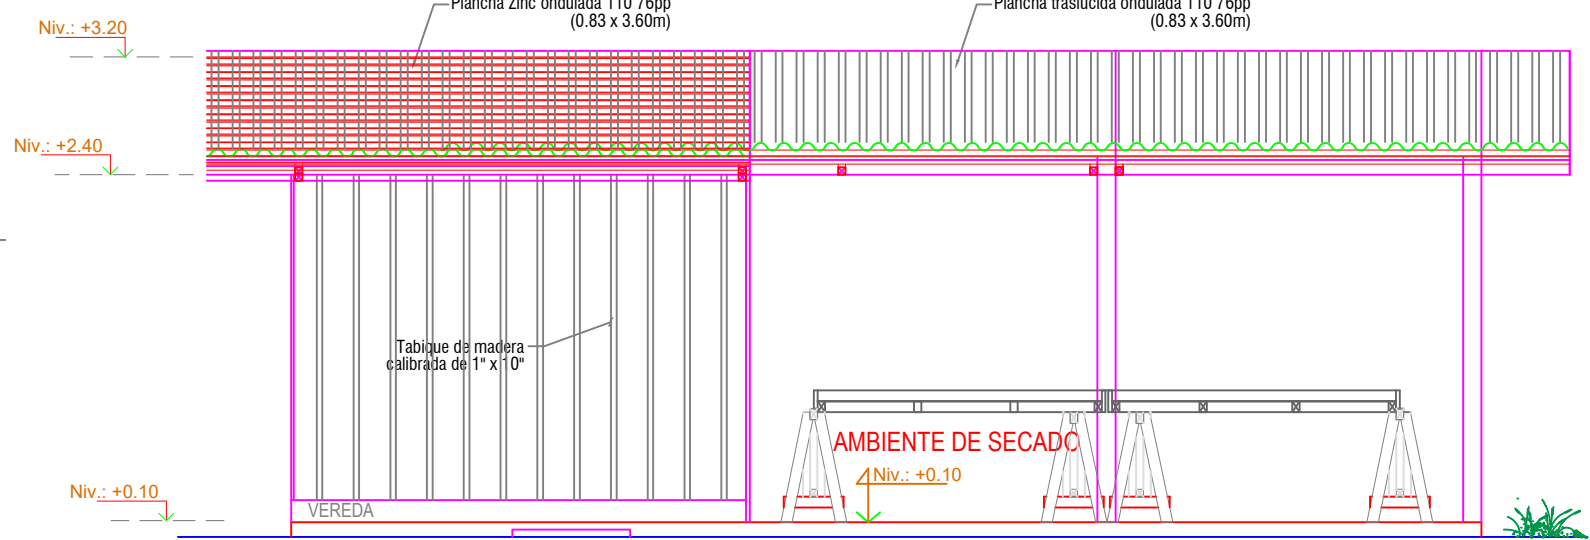 Plancha Zinc ondulada 110 76pp
(0.83 x 3.60m)
Plancha traslucida ondulada 110 76pp
(0.83 x 3.60m)
Niv.: +3.20
Niv.: +2.40
Tabique de madera
calibrada de 1" x 10"
AMBIENTE DE SECADO
Niv.: +0.10
Niv.: +0.10
VEREDA